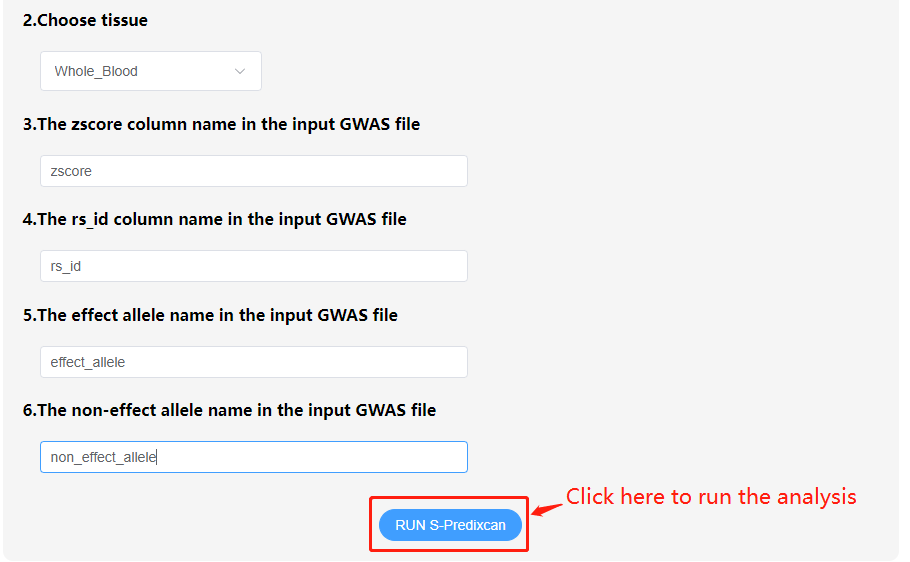 2.Choose tissue
Whole_Blood
3.The zscore column name in the input GWAS file
zscore
4.The rs_id column name in the input GWAS file
rs_id
5.The effect allele name in the input GWAS file
effect_allele
6.The non-effect allele name in the input GWAS file
non_effect_allele
Click here to run the analysis
RUN S-Predixcan